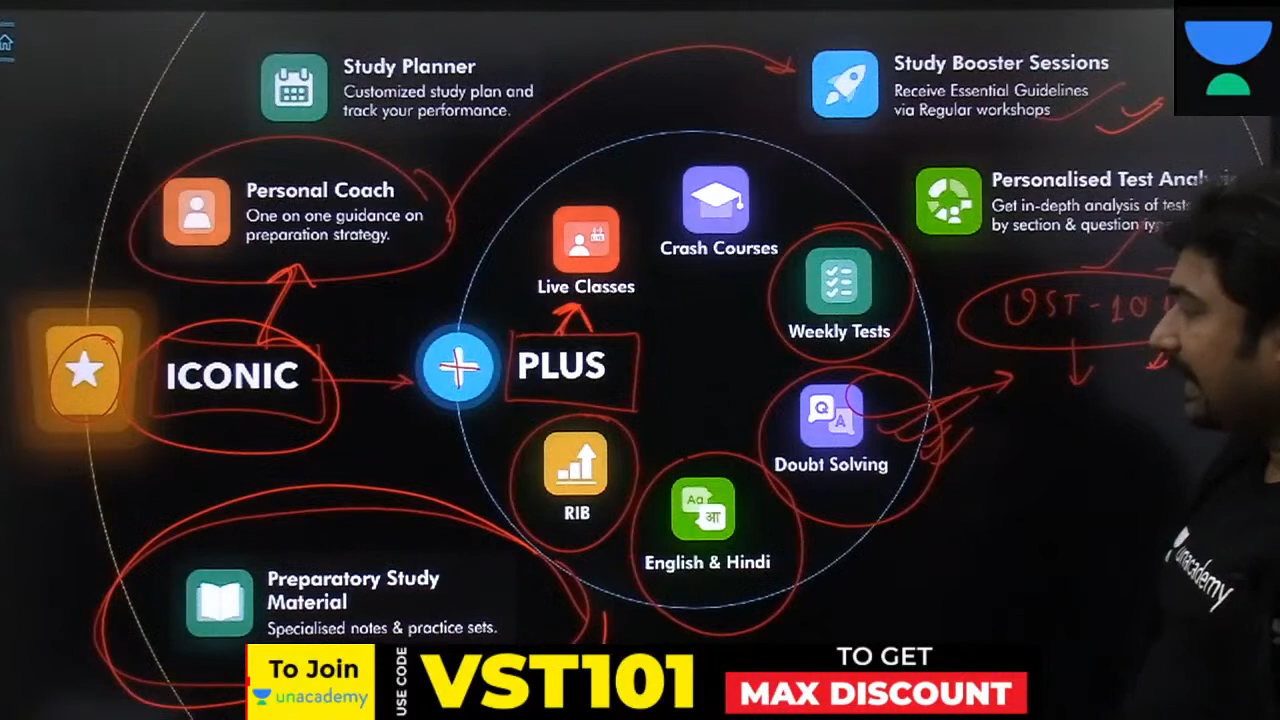 Study Planner
Customized study plan and
track your performance.
Study Booster Sessions
Receive Essential Guidelines
via Regular workshops
Personal Coach
One on one guidance on
preparation strategy.
Personalised Test
Get in-depth analysis of
by section & question
Crash Courses
Live Classes
Weekly Tests
VST-10
ICONIC
PLUS
Q
A
Doubt Solving
RIB
Aa
आ
English & Hindi
Preparatory Study
Material
Specialised notes & practice sets.
unacademy
To Join
unacademy
USE CODE
VST101
TO GET
MAX DISCOUNT